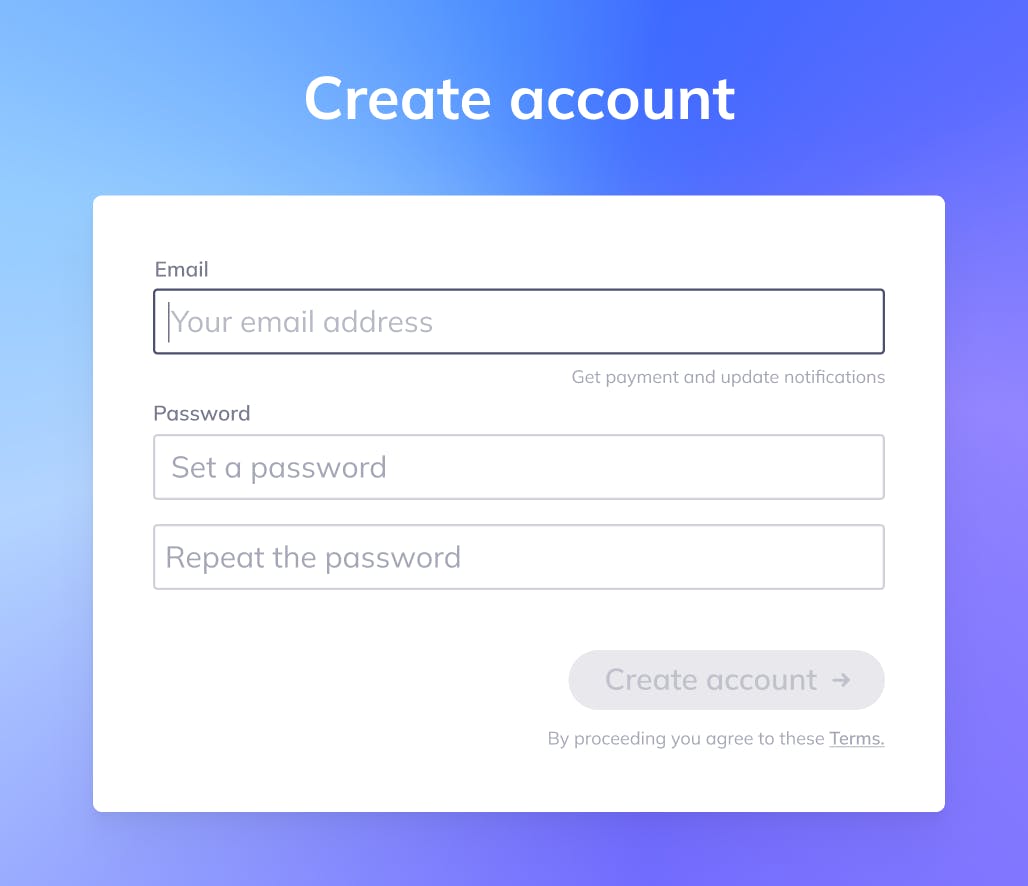 Create account
Email
Your email address
Get payment and update notifications
Password
Set a password
Repeat the password
Create account →
By proceeding you agree to these Terms.